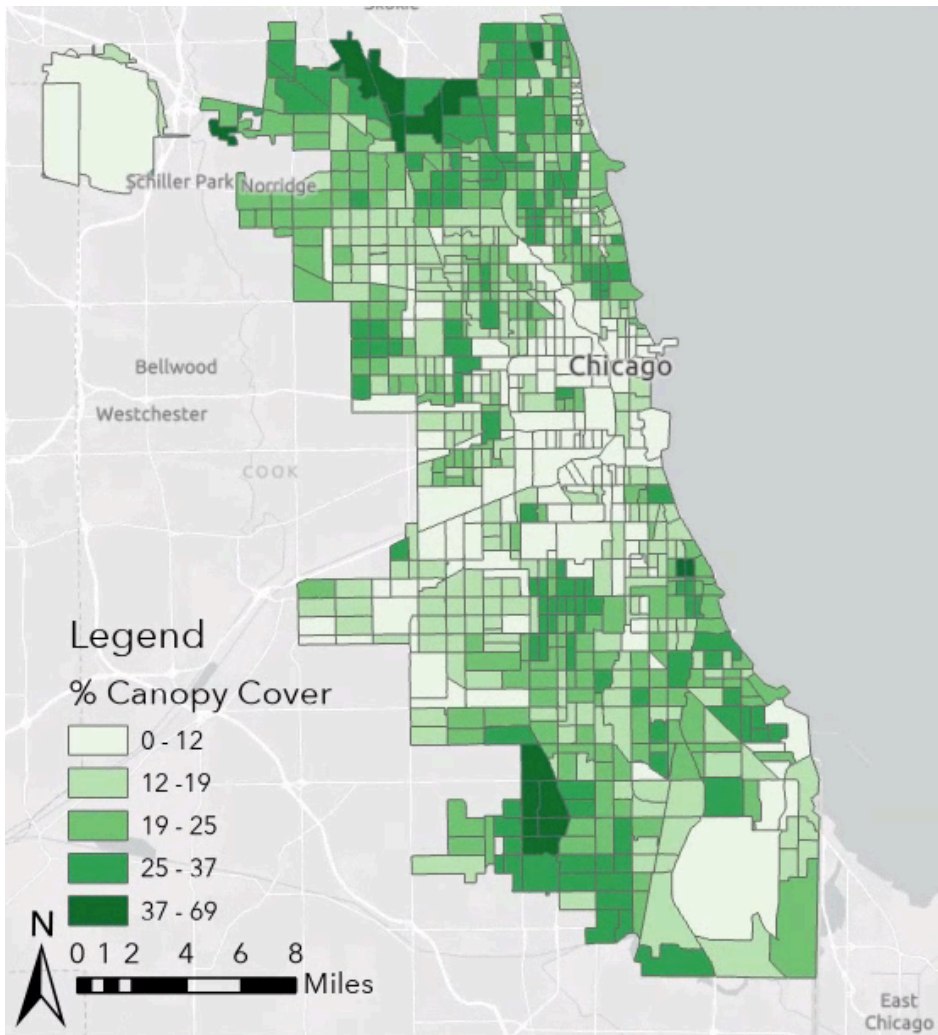 Skokie
Schiller Park Norridge
Bellwood
Chicago
Westchester
COOK
Legend
% Canopy Cover
0 - 12
12 -19
19 - 25
25 - 37
37 - 69
N
0 1 2 4 6 8
Miles
East
Chicago